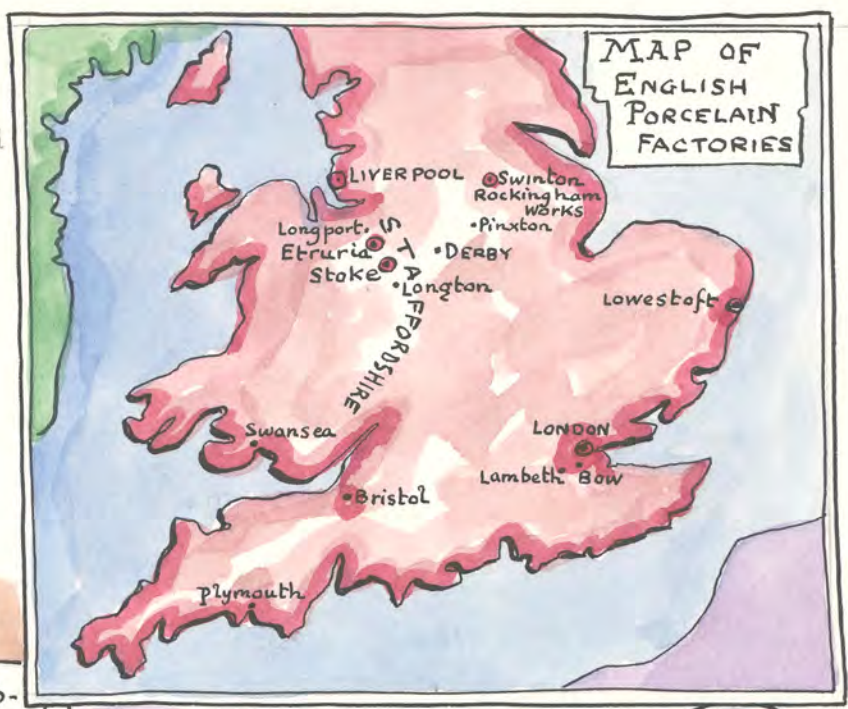 MAP OF
ENGLISH
PORCELAIN
FACTORIES
LIVERPOOL
Swinton
Rockingham
Works
Longport.
Pinxton
Etruria
DERBY
Stoke
Longton
STAFFORDSHIRE
Lowestoft
Swansea
LONDON
Lambeth
Bow
Bristol
Plymouth